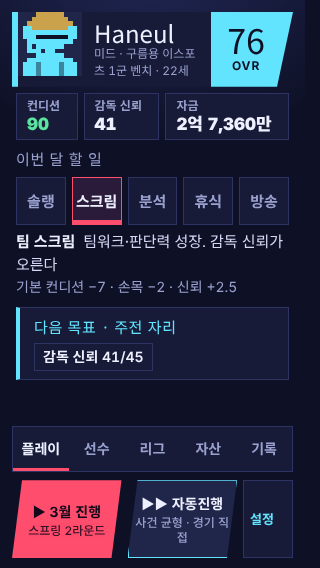 Haneul
미드 · 구름용 이스포
츠 1군 벤치 · 22세
76
OVR
컨디션
90
감독 신뢰
41
자금
2억 7,360만
이번 달 할 일
솔랭
스크림
분석
휴식
방송
팀 스크림 팀워크·판단력 성장. 감독 신뢰가
오른다
기본 컨디션 −7 · 손목 −2 · 신뢰 +2.5
다음 목표 · 주전 자리
감독 신뢰 41/45
플레이
선수
리그
자산
기록
▶ 3월 진행
스프링 2라운드
▶▶ 자동진행
사건 균형 · 경기 직
접
설정